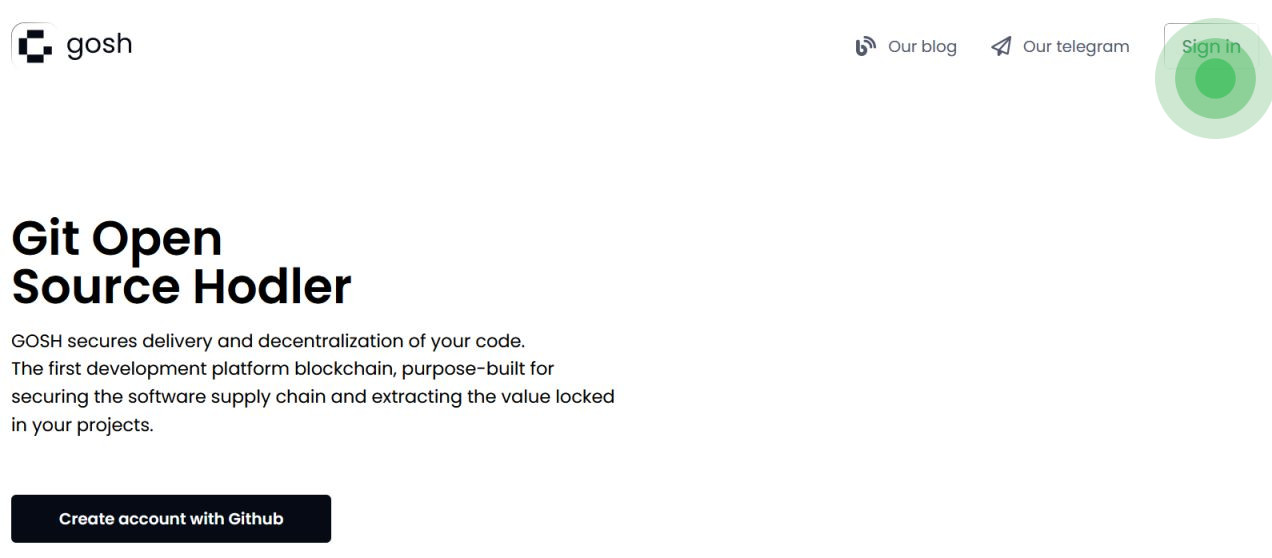 gosh
Our blog
Our telegram
Sign in
Git Open
Source Hodler
GOSH secures delivery and decentralization of your code.
The first development platform blockchain, purpose-built for
securing the software supply chain and extracting the value locked
in your projects.
Create account with Github